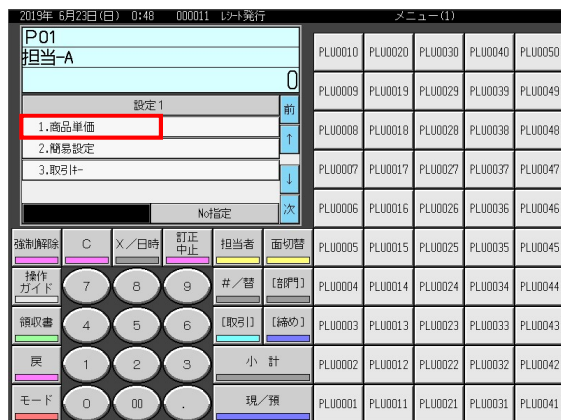 2019年 6月23日(日) 0:48 000011 ﾚｼｰﾄ発行
メニュー(1)
P01
担当-A
0
設定1
前
1.商品単価
↑
2.簡易設定
3.取引ｷｰ
↓
No指定
次
強制解除 C X／日時 訂正中止 担当者 面切替
操作ガイド 7 8 9 #／替 [部門]
領収書 4 5 6 [取引] [締め]
戻 1 2 3 小 計
モード 0 00 . 現／預
PLU0010 PLU0020 PLU0030 PLU0040 PLU0050
PLU0009 PLU0019 PLU0029 PLU0039 PLU0049
PLU0008 PLU0018 PLU0028 PLU0038 PLU0048
PLU0007 PLU0017 PLU0027 PLU0037 PLU0047
PLU0006 PLU0016 PLU0026 PLU0036 PLU0046
PLU0005 PLU0015 PLU0025 PLU0035 PLU0045
PLU0004 PLU0014 PLU0024 PLU0034 PLU0044
PLU0003 PLU0013 PLU0023 PLU0033 PLU0043
PLU0002 PLU0012 PLU0022 PLU0032 PLU0042
PLU0001 PLU0011 PLU0021 PLU0031 PLU0041